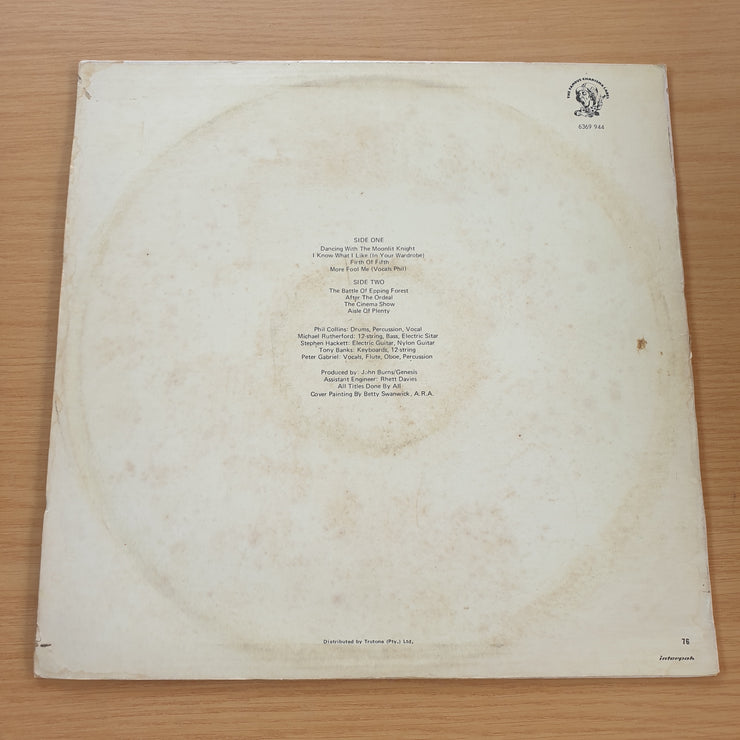 THE FAMOUS CHARISMA LABEL
6369 944
SIDE ONE
Dancing With The Moonlit Knight
I Know What I Like (In Your Wardrobe)
Firth Of Fifth
More Fool Me (Vocals Phil)
SIDE TWO
The Battle Of Epping Forest
After The Ordeal
The Cinema Show
Aisle Of Plenty
Phil Collins: Drums, Percussion, Vocal
Michael Rutherford: 12-string, Bass, Electric Sitar
Stephen Hackett: Electric Guitar, Nylon Guitar
Tony Banks: Keyboards, 12-string
Peter Gabriel: Vocals, Flute, Oboe, Percussion
Produced by: John Burns/Genesis
Assistant Engineer: Rhett Davies
All Titles Done By All
Cover Painting By Betty Swanwick, A.R.A.
Distributed by Trutone (Pty.) Ltd.
76
interpak